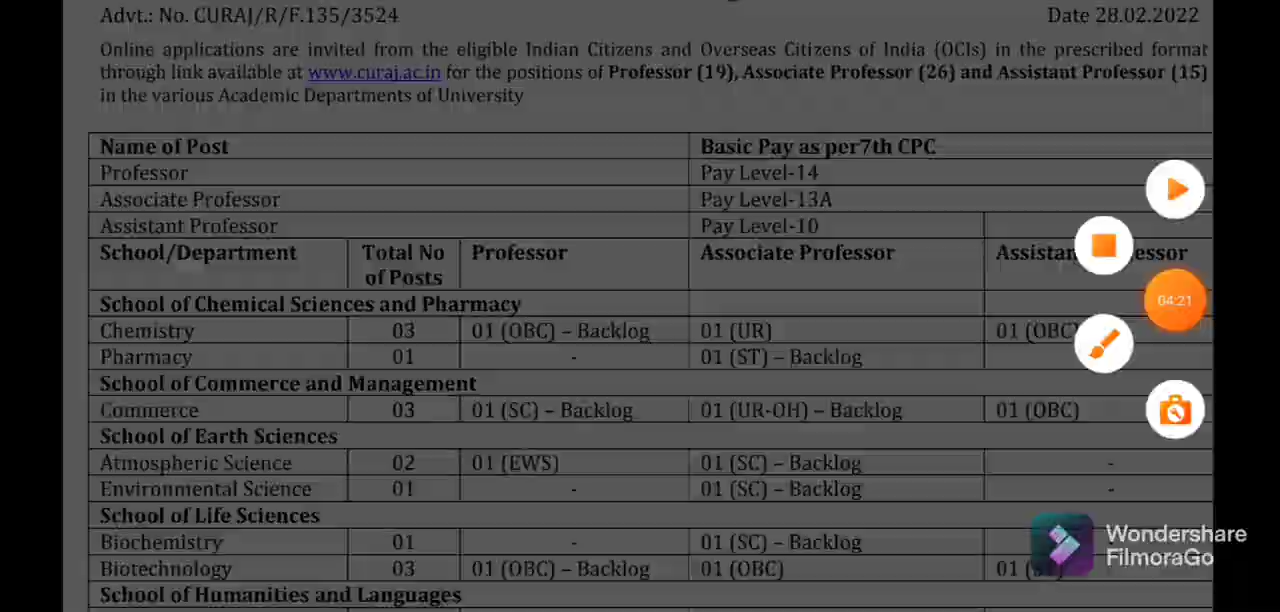 Advt.: No. CURAJ/R/F.135/3524 Date 28.02.2022
Online applications are invited from the eligible Indian Citizens and Overseas Citizens of India (OCIs) in the prescribed format
through link available at www.curaj.ac.in for the positions of Professor (19), Associate Professor (26) and Assistant Professor (15)
in the various Academic Departments of University
Name of Post Basic Pay as per7th CPC
Professor Pay Level-14
Associate Professor Pay Level-13A
Assistant Professor Pay Level-10
School/Department Total No of Posts Professor Associate Professor
School of Chemical Sciences and Pharmacy
04:21
Chemistry 03 01 (OBC) – Backlog 01 (UR) 01 (OBC)
Pharmacy 01 - 01 (ST) – Backlog
School of Commerce and Management
Commerce 03 01 (SC) – Backlog 01 (UR-OH) – Backlog 01 (OBC)
School of Earth Sciences
Atmospheric Science 02 01 (EWS) 01 (SC) – Backlog -
Environmental Science 01 - 01 (SC) – Backlog -
School of Life Sciences
Biochemistry 01 - 01 (SC) – Backlog
Biotechnology 03 01 (OBC) – Backlog 01 (OBC) 01
School of Humanities and Languages
Wondershare
FilmoraGo